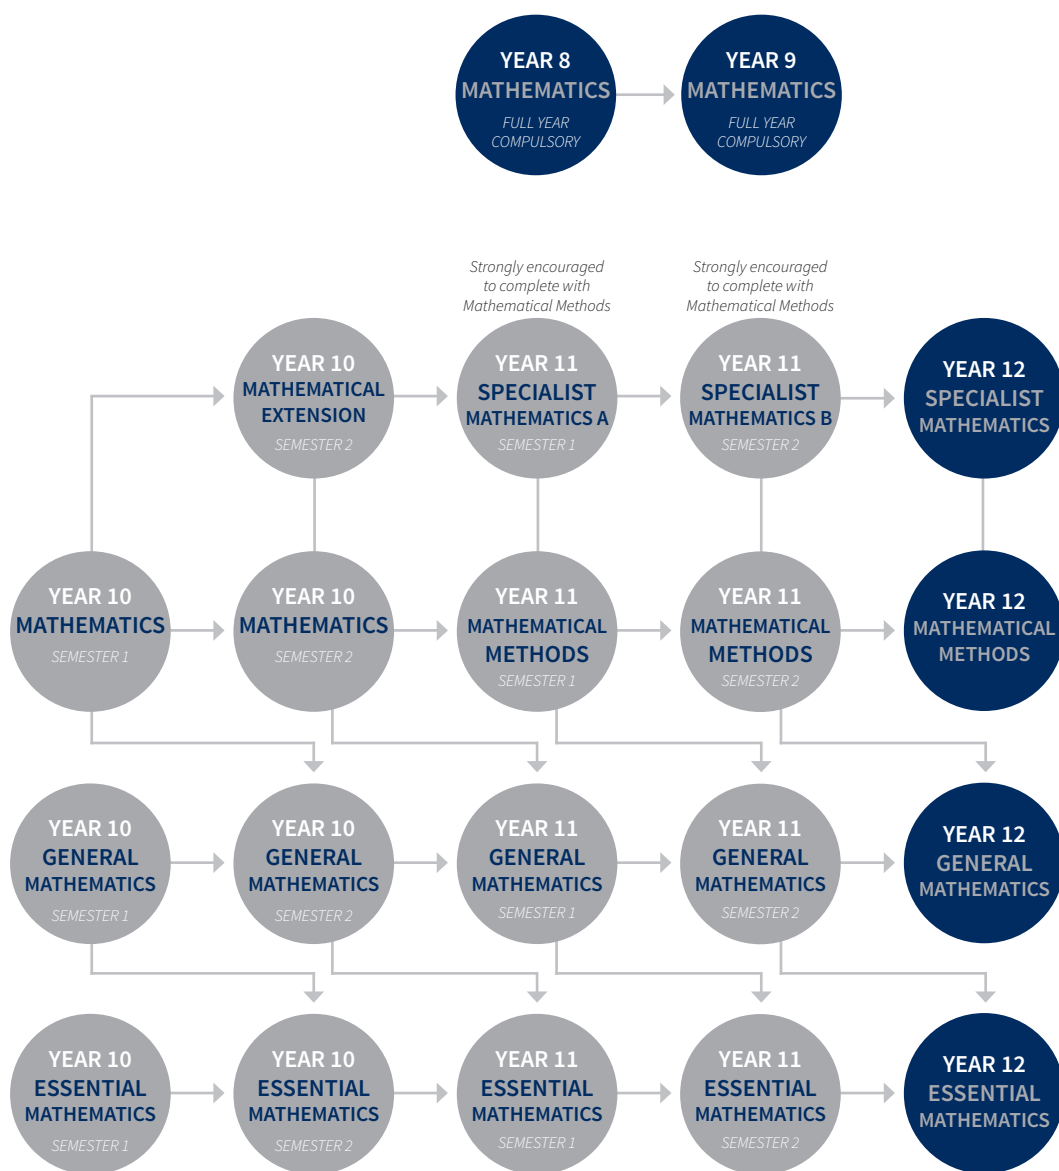 YEAR 8
MATHEMATICS
FULL YEAR
COMPULSORY
YEAR 9
MATHEMATICS
FULL YEAR
COMPULSORY
Strongly encouraged
to complete with
Mathematical Methods
Strongly encouraged
to complete with
Mathematical Methods
YEAR 10
MATHEMATICAL
EXTENSION
SEMESTER 2
YEAR 11
SPECIALIST
MATHEMATICS A
SEMESTER 1
YEAR 11
SPECIALIST
MATHEMATICS B
SEMESTER 2
YEAR 12
SPECIALIST
MATHEMATICS
YEAR 10
MATHEMATICS
SEMESTER 1
YEAR 10
MATHEMATICS
SEMESTER 2
YEAR 11
MATHEMATICAL
METHODS
SEMESTER 1
YEAR 11
MATHEMATICAL
METHODS
SEMESTER 2
YEAR 12
MATHEMATICAL
METHODS
YEAR 10
GENERAL
MATHEMATICS
SEMESTER 1
YEAR 10
GENERAL
MATHEMATICS
SEMESTER 2
YEAR 11
GENERAL
MATHEMATICS
SEMESTER 1
YEAR 11
GENERAL
MATHEMATICS
SEMESTER 2
YEAR 12
GENERAL
MATHEMATICS
YEAR 10
ESSENTIAL
MATHEMATICS
SEMESTER 1
YEAR 10
ESSENTIAL
MATHEMATICS
SEMESTER 2
YEAR 11
ESSENTIAL
MATHEMATICS
SEMESTER 1
YEAR 11
ESSENTIAL
MATHEMATICS
SEMESTER 2
YEAR 12
ESSENTIAL
MATHEMATICS